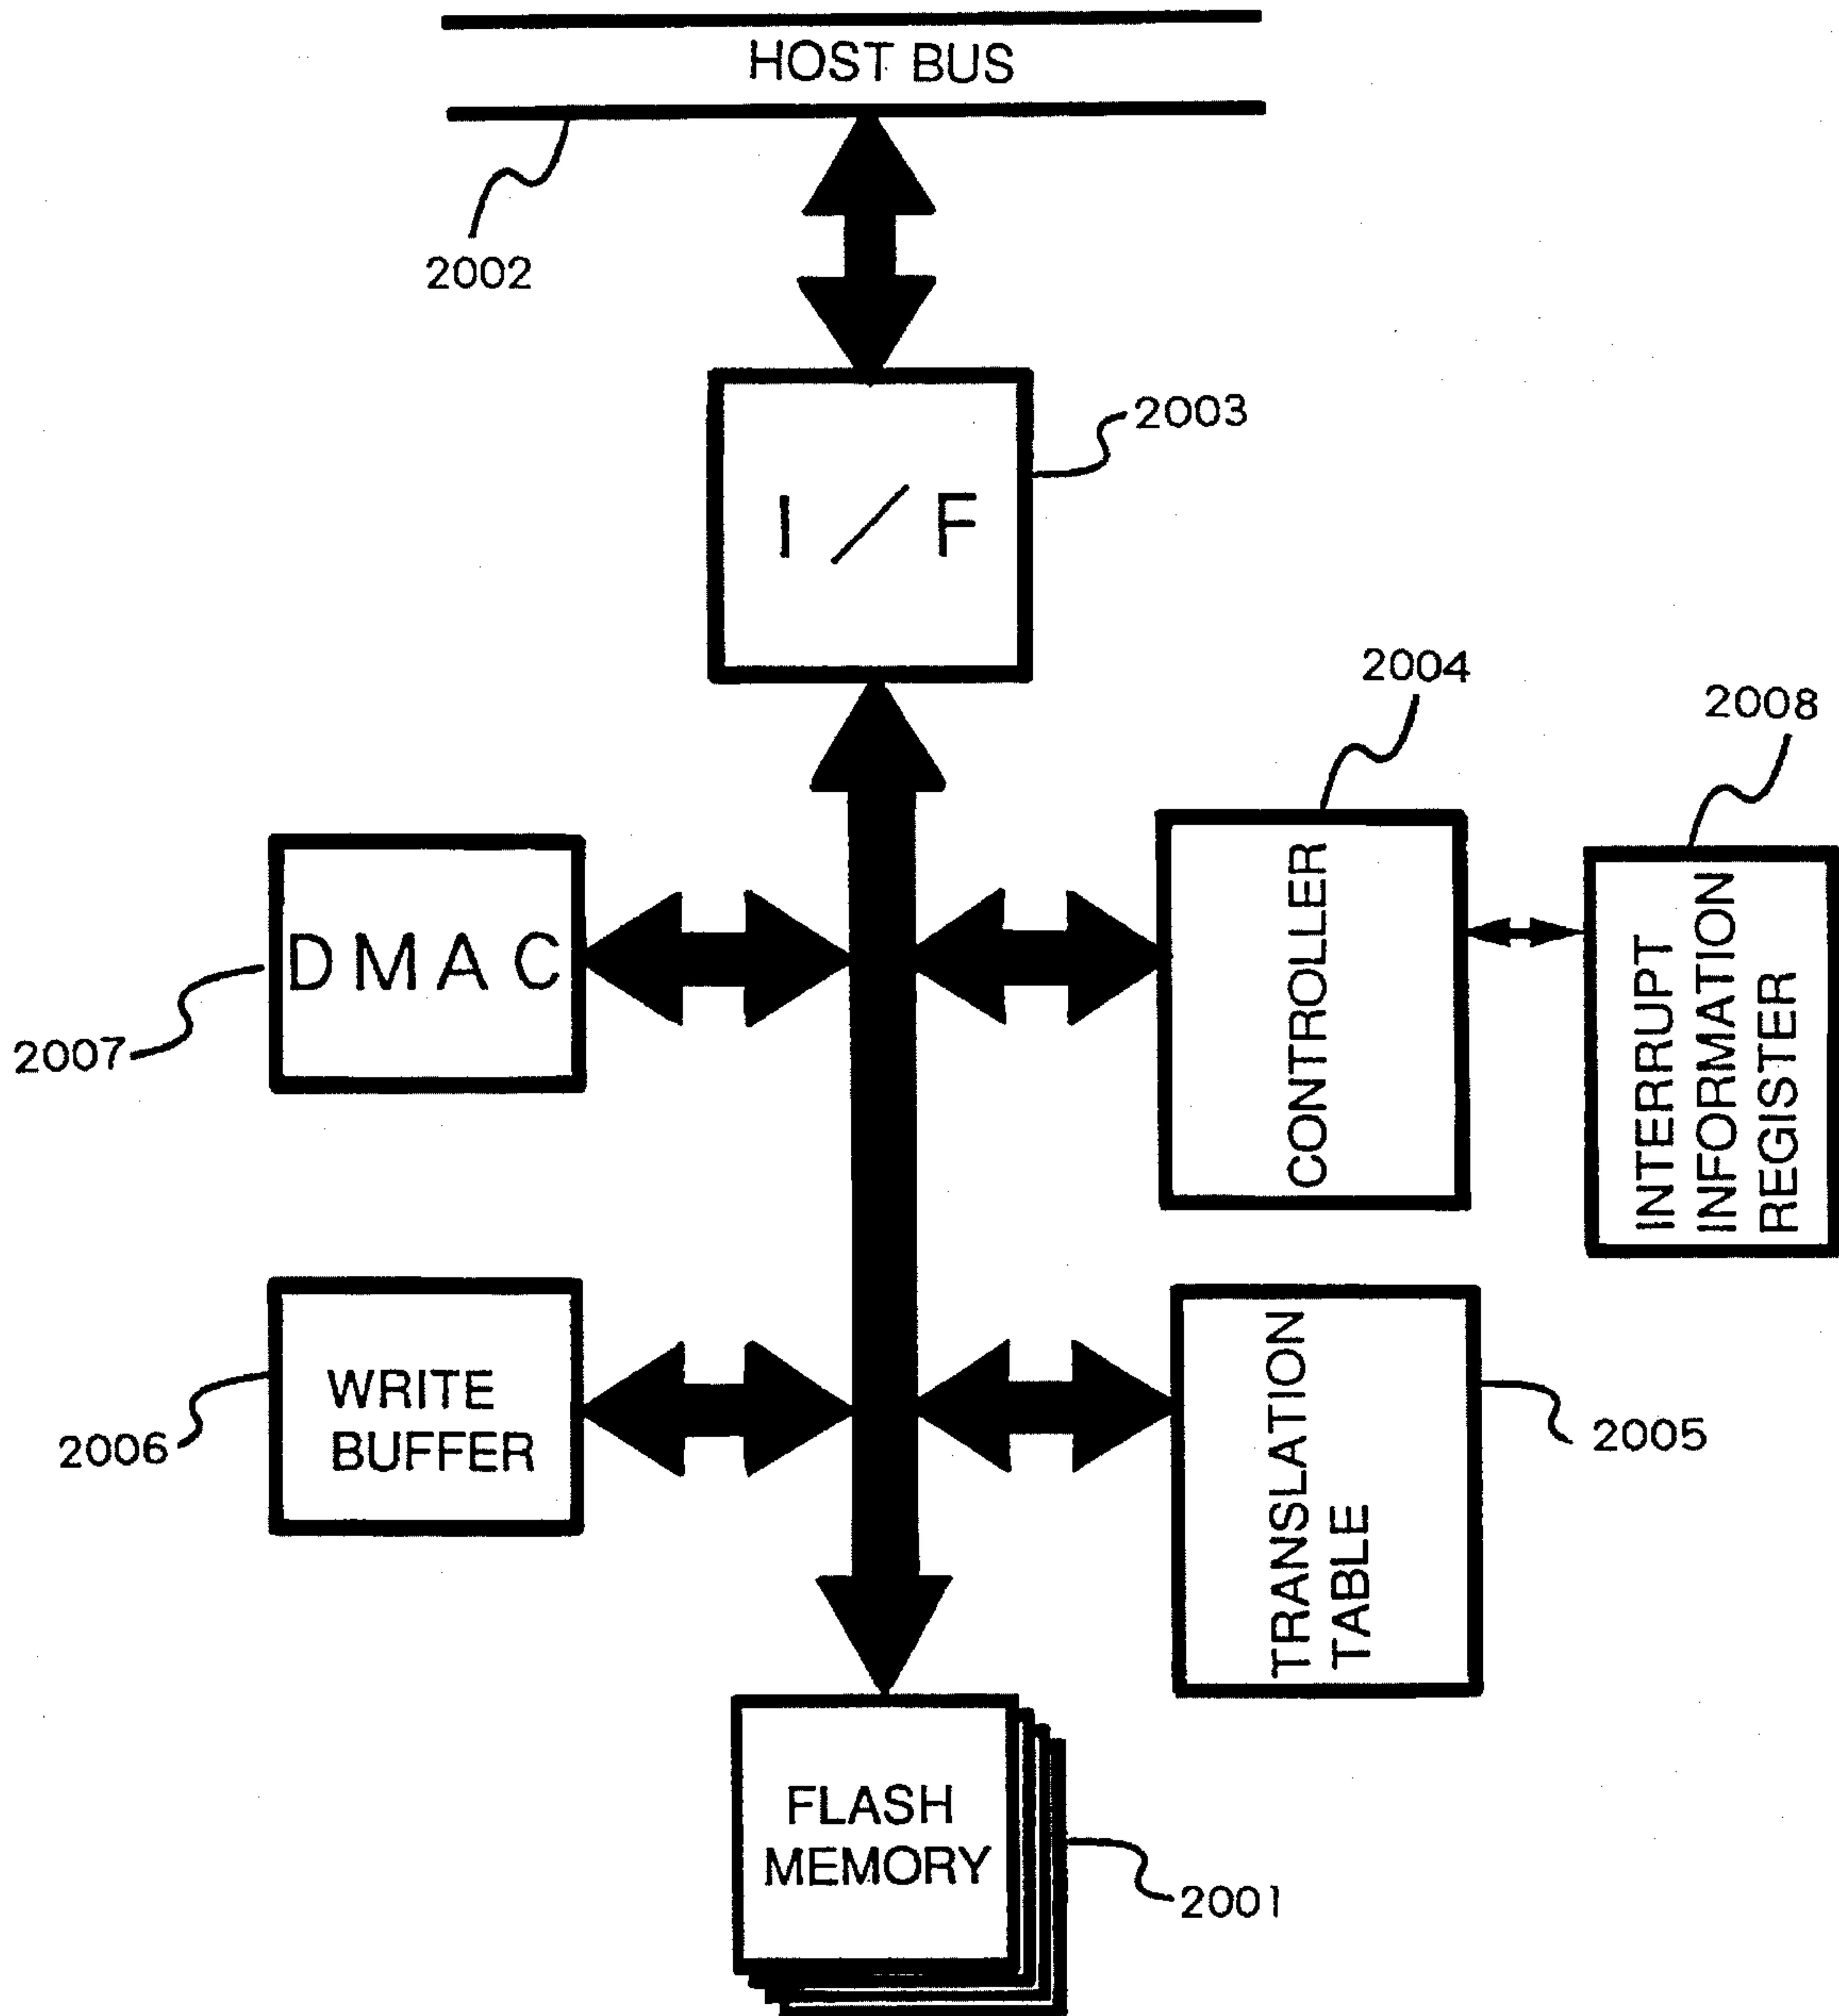 HOST BUS
2002
2003
I/F
2004
2008
DMAC
2007
CONTROLLER
INTERRUPT
INFORMATION
REGISTER
WRITE
BUFFER
2006
TRANSLATION
TABLE
2005
FLASH
MEMORY
2001